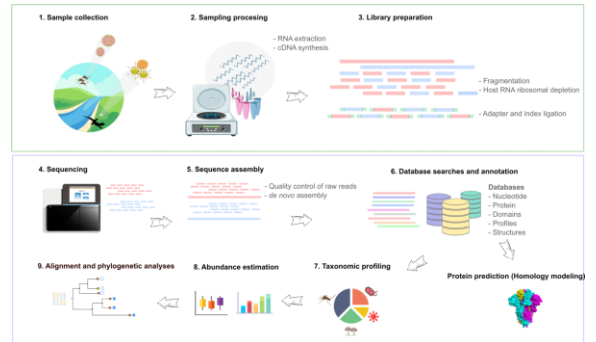 1. Sample collection
2. Sampling procesing
- RNA extraction
- cDNA synthesis
3. Library preparation
- Fragmentation
- Host RNA ribosomal depletion
- Adapter and index ligation
4. Sequencing
5. Sequence assembly
- Quality control of raw reads
- de novo assembly
6. Database searches and annotation
Databases
- Nucleotide
- Protein
- Domains
- Profiles
- Structures
9. Alignment and phylogenetic analyses
8. Abundance estimation
7. Taxonomic profiling
Protein prediction (Homology modeling)